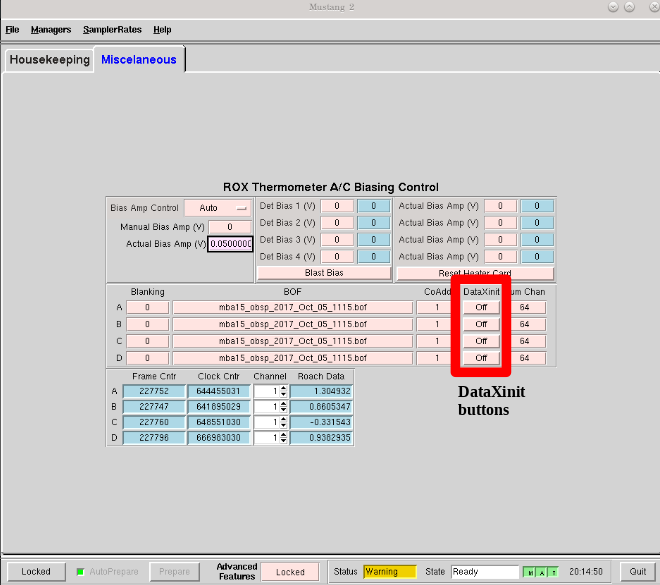 Mustang 2
File Managers SamplerRates Help
Housekeeping Miscelaneous
ROX Thermometer A/C Biasing Control
Bias Amp Control Auto Det Bias 1 (V) 0 0 Actual Bias Amp (V) 0 0
Manual Bias Amp (V) 0 Det Bias 2 (V) 0 0 Actual Bias Amp (V) 0 0
Actual Bias Amp (V) 0.0500000 Det Bias 3 (V) 0 0 Actual Bias Amp (V) 0 0
Det Bias 4 (V) 0 0 Actual Bias Amp (V) 0 0
Blast Bias Reset Heater Card
Blanking BOF CoAdd DataXinit um Chan
A 0 mba15_obsp_2017_Oct_05_1115.bof 1 Off 64
B 0 mba15_obsp_2017_Oct_05_1115.bof 1 Off 64
C 0 mba15_obsp_2017_Oct_05_1115.bof 1 Off 64
D 0 mba15_obsp_2017_Oct_05_1115.bof 1 Off 64
Frame Cntr Clock Cntr Channel Roach Data
A 227752 644455031 1 1.304932
B 227747 641895029 1 0.8605347
C 227760 648551030 1 -0.331543
D 227796 666983030 1 0.9382935
DataXinit
buttons
Locked AutoPrepare Prepare Advanced Features Locked Status Warning State Ready M A T 20:14:50 Quit